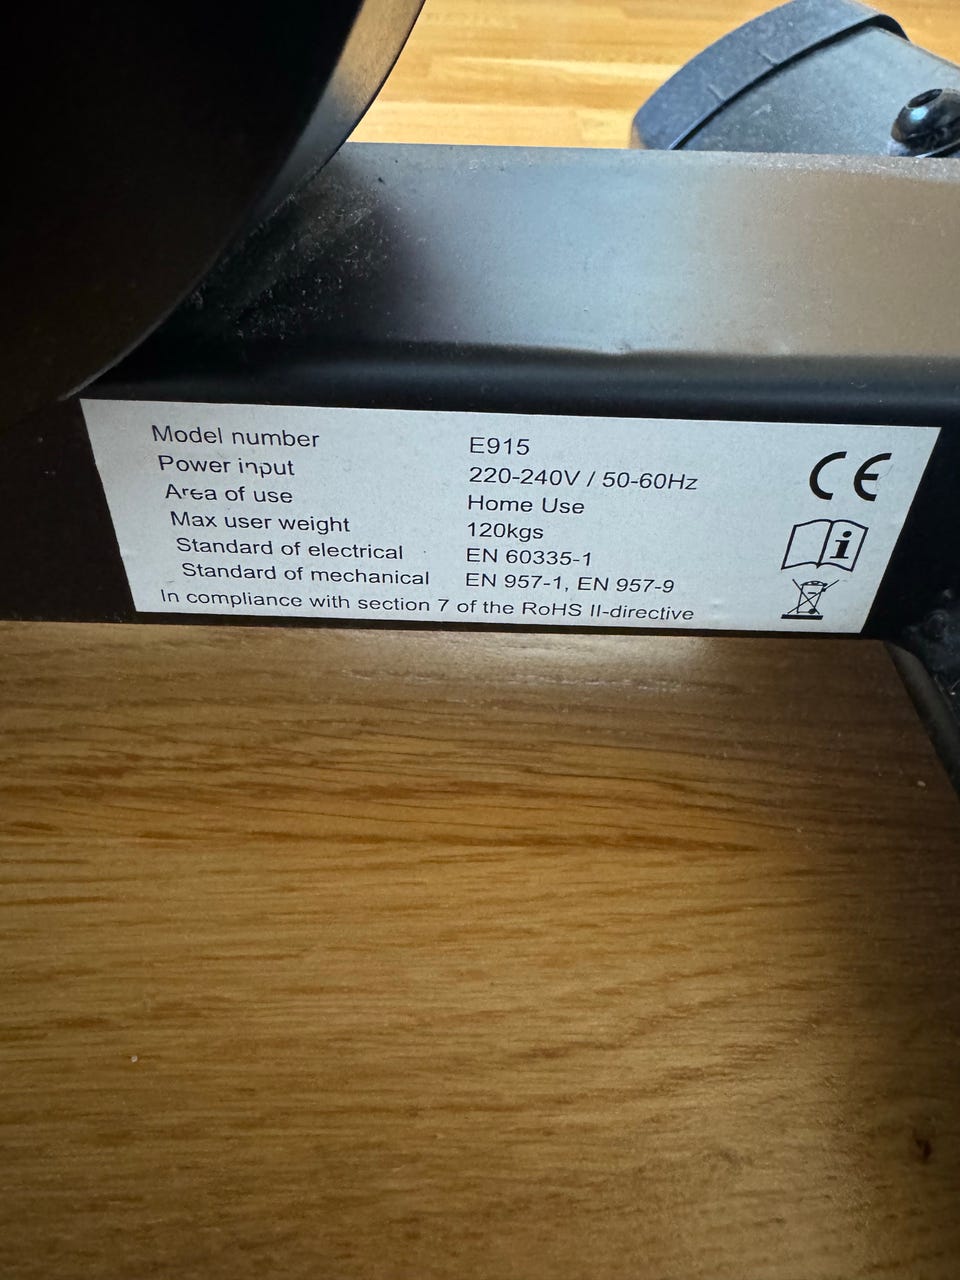 Model number E915
Power input 220-240V / 50-60Hz
Area of use Home Use
Max user weight 120kgs
Standard of electrical EN 60335-1
Standard of mechanical EN 957-1, EN 957-9
In compliance with section 7 of the RoHS II-directive
CE
i